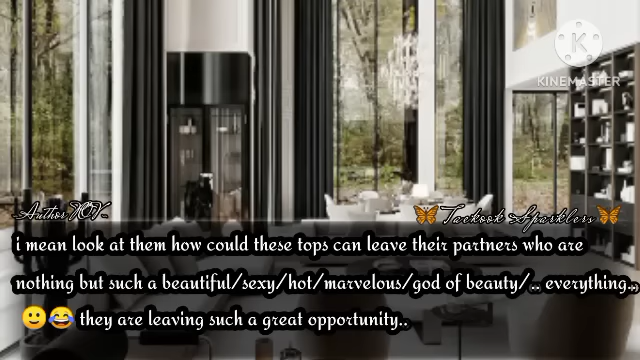 KINEMASTER
-Author POV-
🦋Taekook Sparklers🦋
i mean look at them how could these tops can leave their partners who are
nothing but such a beautiful/sexy/hot/marvelous/god of beauty/.. everything..
🙂😂 they are leaving such a great opportunity..